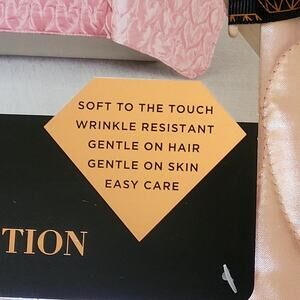 SOFT TO THE TOUCH
WRINKLE RESISTANT
GENTLE ON HAIR
GENTLE ON SKIN
EASY CARE
TION